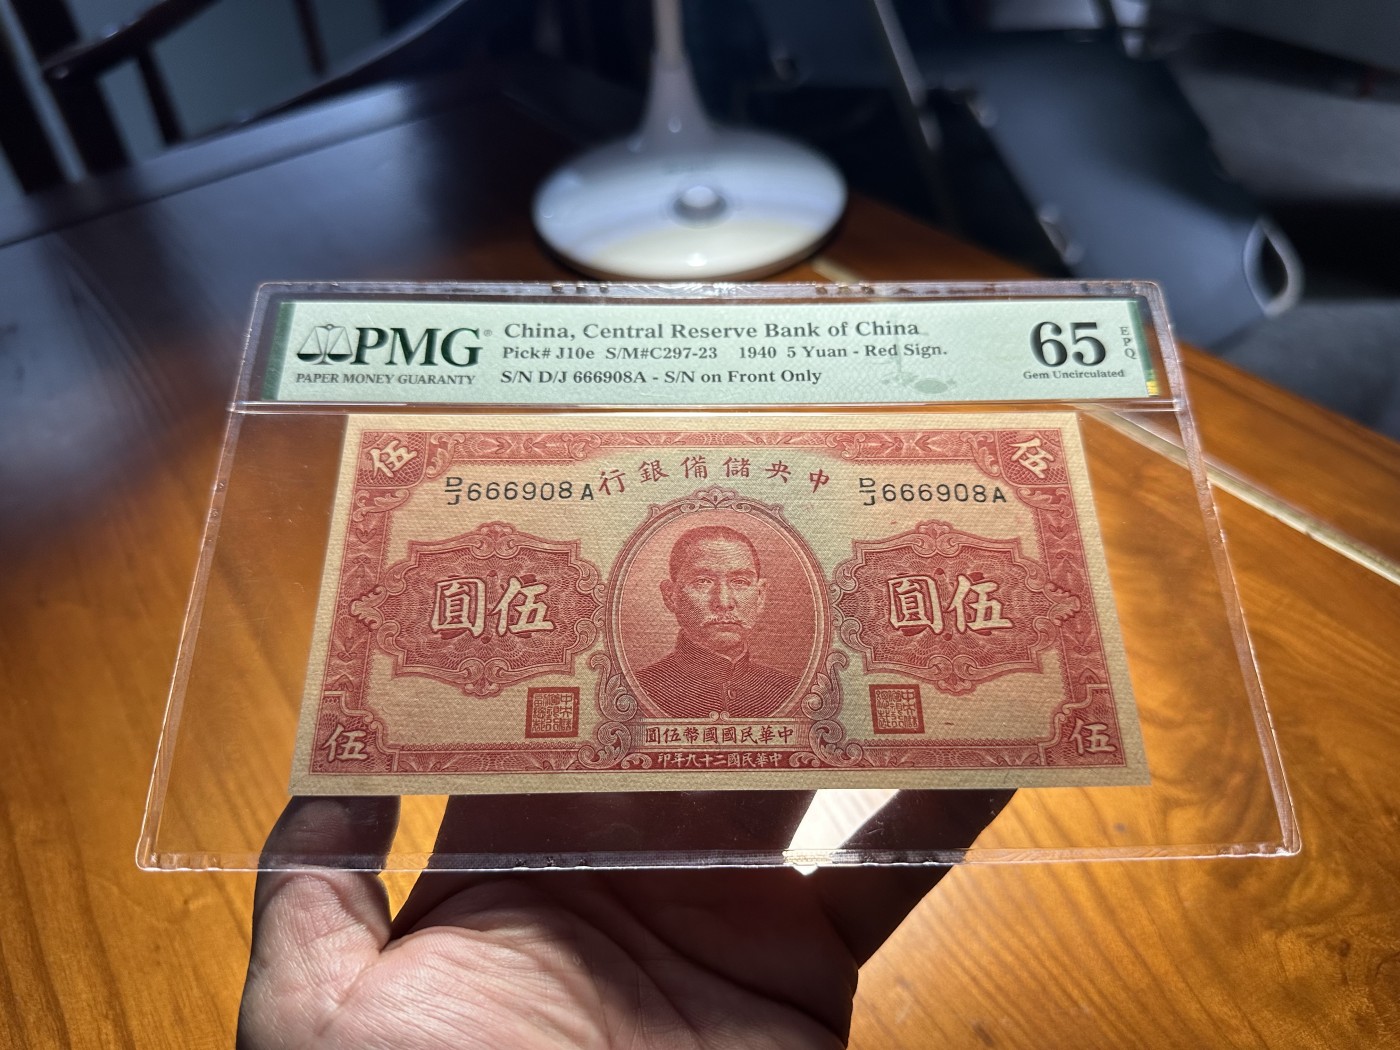 PMG®
PAPER MONEY GUARANTY
China, Central Reserve Bank of China
Pick# J10e S/M#C297-23 1940 5 Yuan - Red Sign.
S/N D/J 666908A - S/N on Front Only
65 EPQ
Gem Uncirculated
伍 伍
行銀備儲央中
D/J 666908A D/J 666908A
圓伍 圓伍
圓伍幣國國民華中
印年九十二國民華中
伍 伍